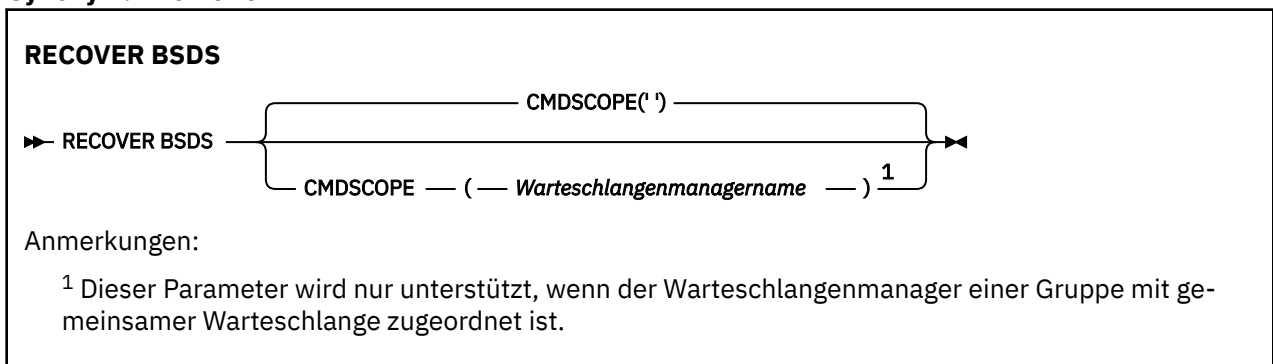 RECOVER BSDS
CMDSCOPE(' ')
RECOVER BSDS
CMDSCOPE ( Warteschlangenmanagername ) 1
Anmerkungen:
1 Dieser Parameter wird nur unterstützt, wenn der Warteschlangenmanager einer Gruppe mit ge-
meinsamer Warteschlange zugeordnet ist.